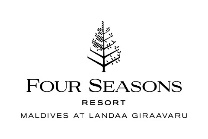 FOUR SEASONS
RESORT
MALDIVES AT LANDAA GIRAAVARU